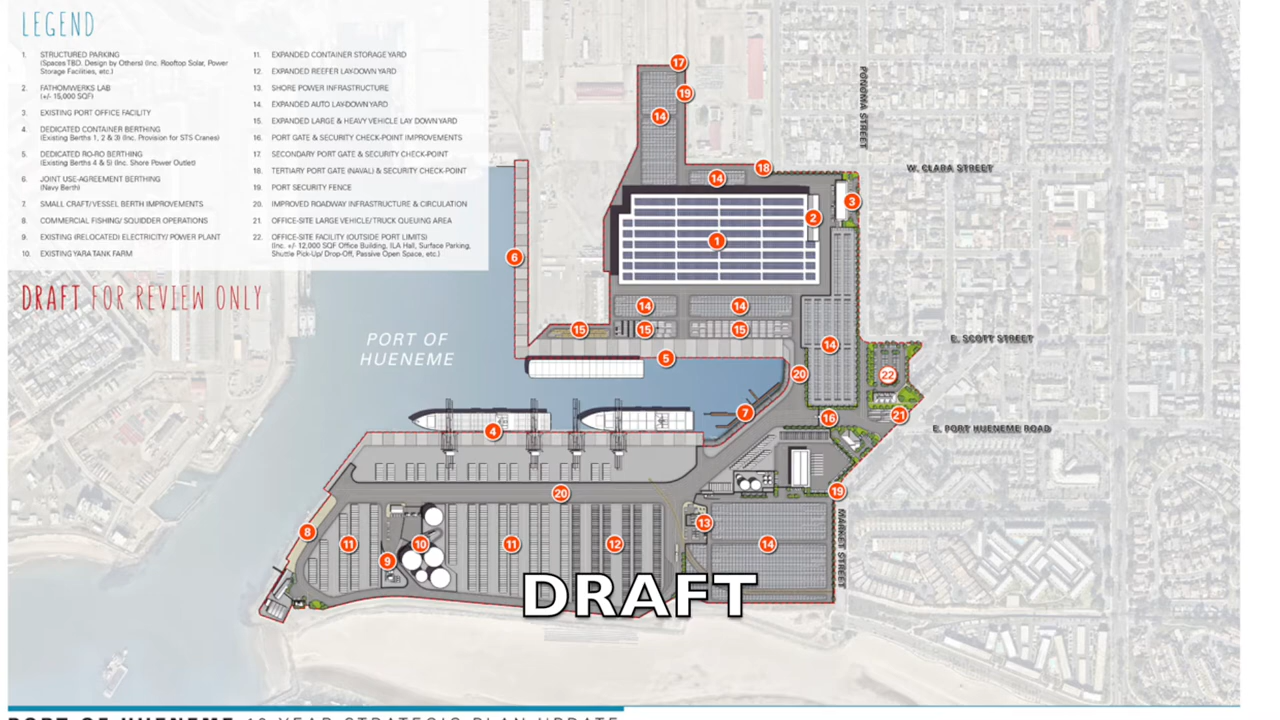 LEGEND
1. STRUCTURED PARKING
(Spaces TBD. Design by Others) (Inc. Rooftop Solar, Power
Storage Facilities, etc.)
2. FATHOMWERKS LAB
(+/- 15,000 SQF)
3. EXISTING PORT OFFICE FACILITY
4. DEDICATED CONTAINER BERTHING
(Existing Berths 1, 2 & 3) (Inc. Provision for STS Cranes)
5. DEDICATED RO-RO BERTHING
(Existing Berths 4 & 5) (Inc. Shore Power Outlet)
6. JOINT USE-AGREEMENT BERTHING
(Navy Berth)
7. SMALL CRAFT/VESSEL BERTH IMPROVEMENTS
8. COMMERCIAL FISHING/ SQUIDDER OPERATIONS
9. EXISTING (RELOCATED) ELECTRICITY/ POWER PLANT
10. EXISTING YARA TANK FARM
11. EXPANDED CONTAINER STORAGE YARD
12. EXPANDED REEFER LAYDOWN YARD
13. SHORE POWER INFRASTRUCTURE
14. EXPANDED AUTO LAYDOWN YARD
15. EXPANDED LARGE & HEAVY VEHICLE LAY DOWN YARD
16. PORT GATE & SECURITY CHECK-POINT IMPROVEMENTS
17. SECONDARY PORT GATE & SECURITY CHECK-POINT
18. TERTIARY PORT GATE (NAVAL) & SECURITY CHECK-POINT
19. PORT SECURITY FENCE
20. IMPROVED ROADWAY INFRASTRUCTURE & CIRCULATION
21. OFFICE-SITE LARGE VEHICLE/TRUCK QUEUING AREA
22. OFFICE-SITE FACILITY (OUTSIDE PORT LIMITS)
(Inc. +/- 12,000 SQF Office Building, ILA Hall, Surface Parking,
Shuttle Pick-Up/ Drop-Off, Passive Open Space, etc.)
DRAFT FOR REVIEW ONLY
17
19
14
PONOMA STREET
18
W. CLARA STREET
14
3
2
1
6
14
14
15
15
15
PORT OF
HUENEME
E. SCOTT STREET
14
5
20
22
7
21
16
4
E. PORT HUENEME ROAD
20
19
13
8
11
10
11
12
14
9
MARKET STREET
DRAFT
PORT OF HUENEME 10 YEAR STRATEGIC PLAN UPDATE